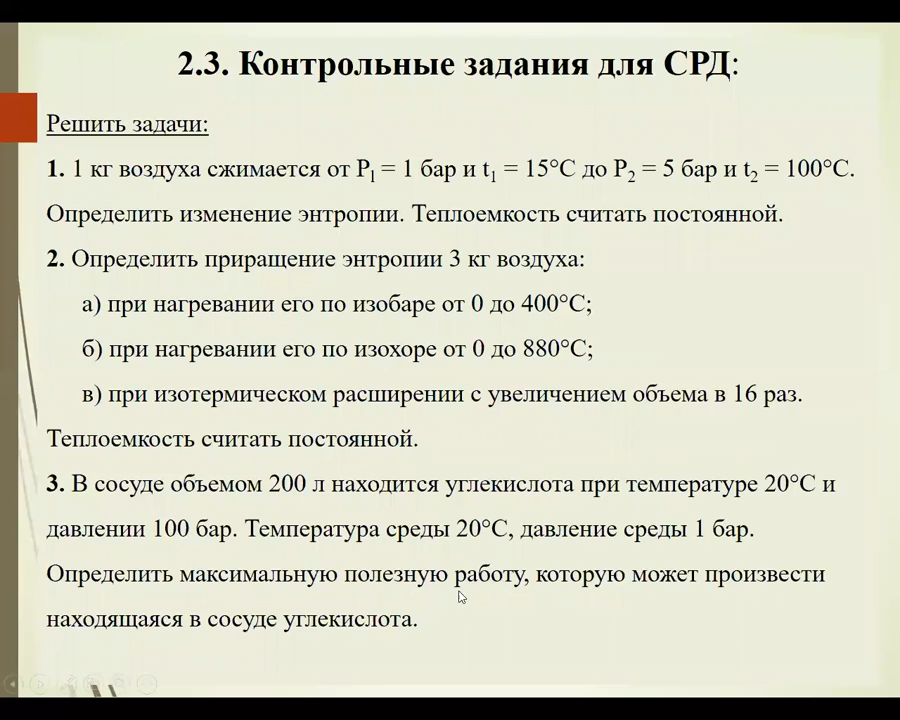 2.3. Контрольные задания для СРД:
Решить задачи:
1. 1 кг воздуха сжимается от P₁ = 1 бар и t₁ = 15°C до P₂ = 5 бар и t₂ = 100°C.
Определить изменение энтропии. Теплоемкость считать постоянной.
2. Определить приращение энтропии 3 кг воздуха:
а) при нагревании его по изобаре от 0 до 400°C;
б) при нагревании его по изохоре от 0 до 880°C;
в) при изотермическом расширении с увеличением объема в 16 раз.
Теплоемкость считать постоянной.
3. В сосуде объемом 200 л находится углекислота при температуре 20°C и
давлении 100 бар. Температура среды 20°C, давление среды 1 бар.
Определить максимальную полезную работу, которую может произвести
находящаяся в сосуде углекислота.